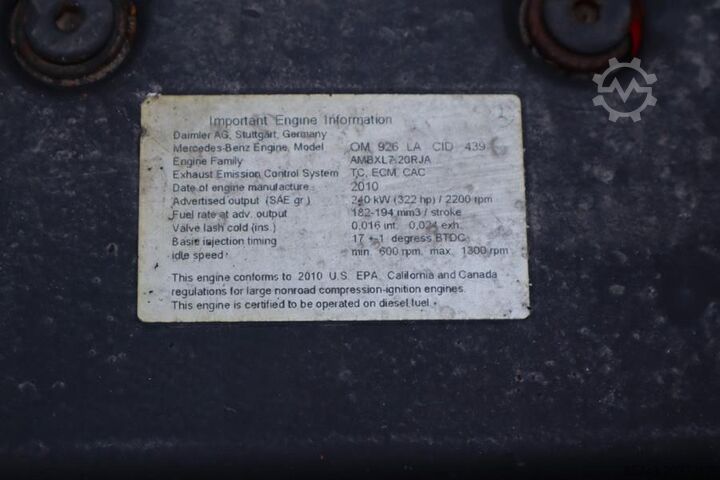 Important Engine Information
Daimler AG, Stuttgart, Germany
Mercedes-Benz Engine, Model OM 926 LA CID 439
Engine Family AMBXL7.20RJA
Exhaust Emission Control System TC, ECM, CAC
Date of engine manufacture 2010
Advertised output (SAE gr.) 240 kW (322 hp) / 2200 rpm
Fuel rate at adv. output 182-194 mm3 / stroke
Valve lash cold (ins.) 0,016 int. 0,024 exh.
Basic injection timing 17 ± 1 degress BTDC
idle speed min. 600 rpm, max. 1300 rpm
This engine conforms to 2010 U.S. EPA, California and Canada
regulations for large nonroad compression-ignition engines.
This engine is certified to be operated on diesel fuel.